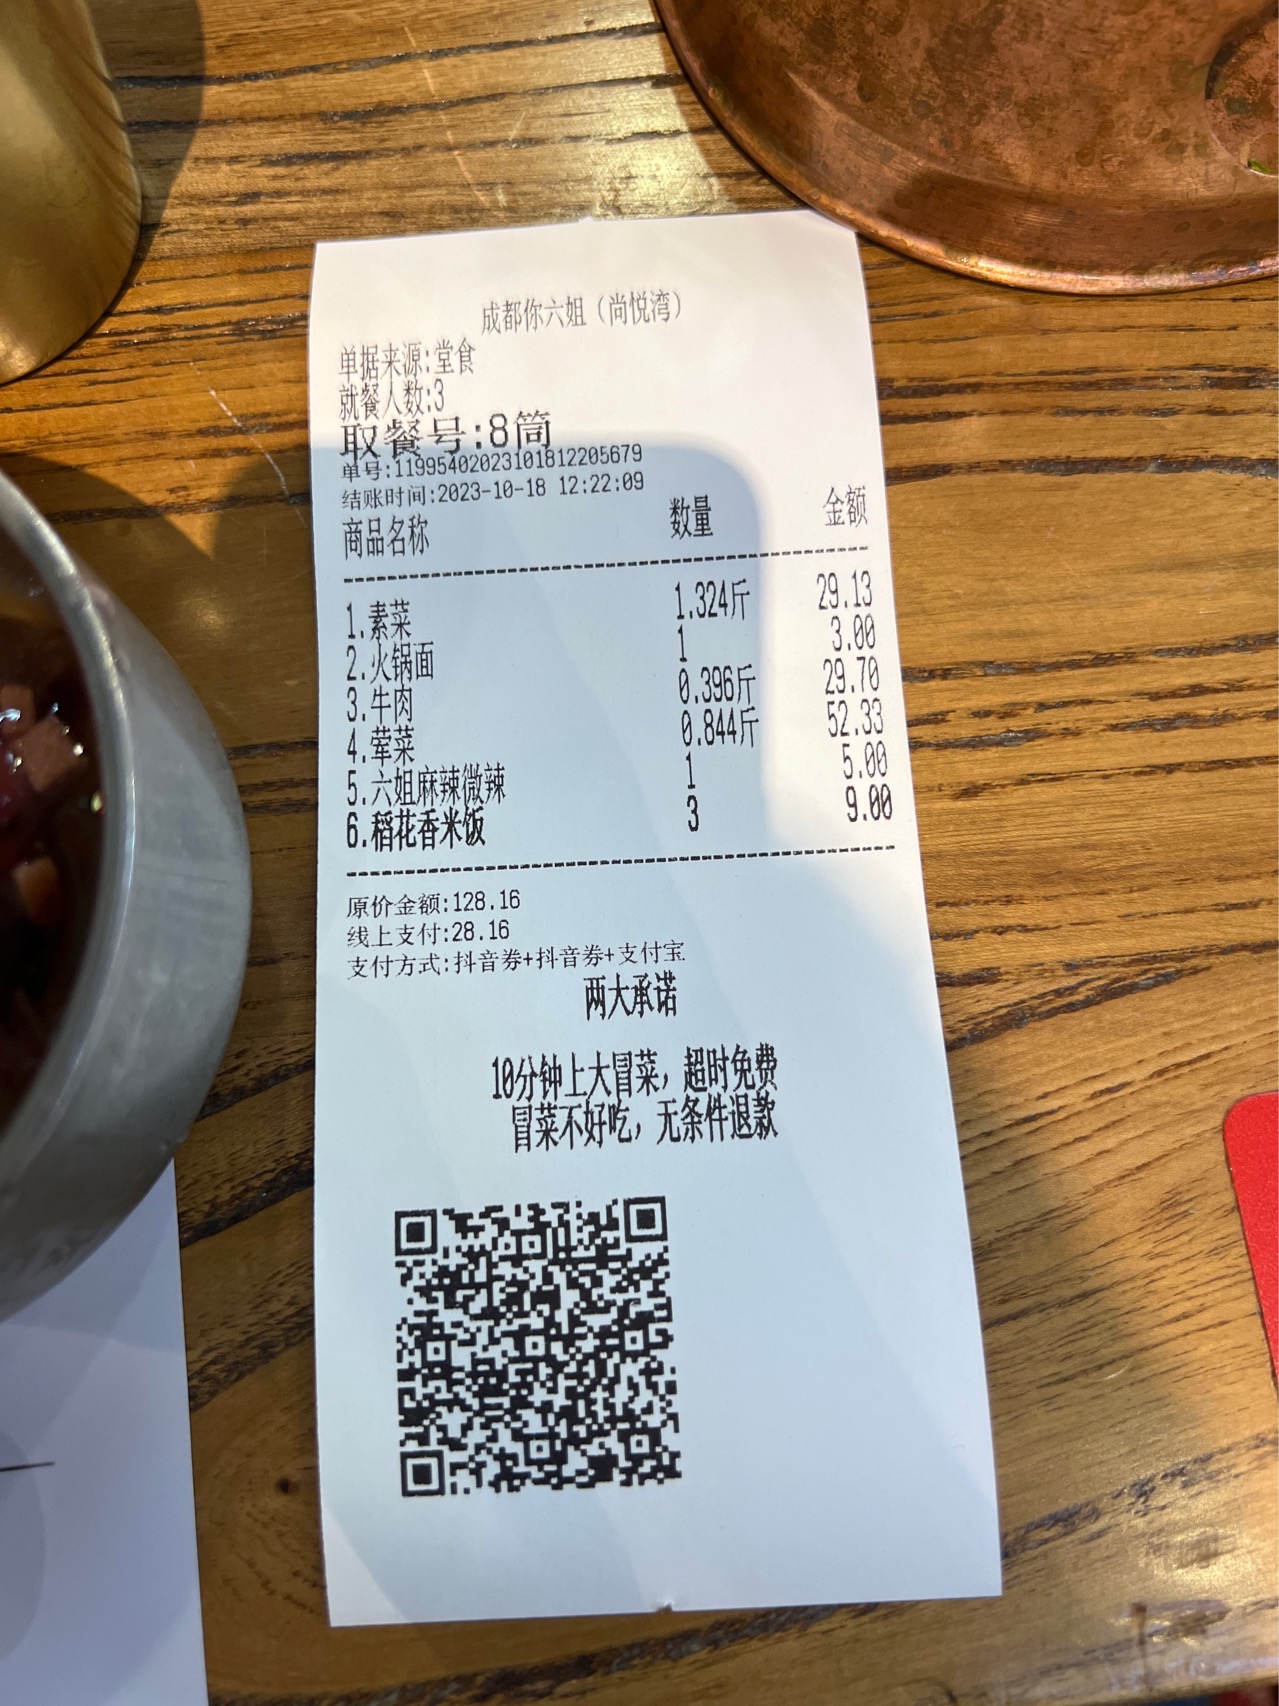 成都你六姐（尚悦湾）
单据来源:堂食
就餐人数:3
取餐号:8筒
单号:11995402023101812205679
结账时间:2023-10-18 12:22:09
商品名称 数量 金额
1.素菜 1.324斤 29.13
2.火锅面 1 3.00
3.牛肉 0.396斤 29.70
4.荤菜 0.844斤 52.33
5.六姐麻辣微辣 1 5.00
6.稻花香米饭 3 9.00
原价金额:128.16
线上支付:28.16
支付方式:抖音券+抖音券+支付宝
两大承诺
10分钟上大冒菜，超时免费
冒菜不好吃，无条件退款